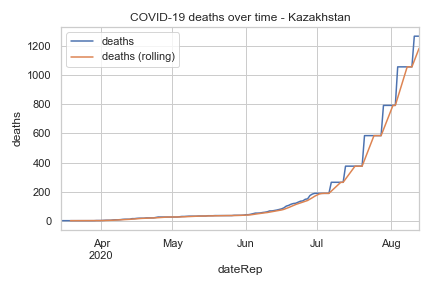 COVID-19 deaths over time - Kazakhstan
deaths
deaths (rolling)
1200
1000
800
600
400
200
0
deaths
Apr
2020
May
Jun
Jul
Aug
dateRep